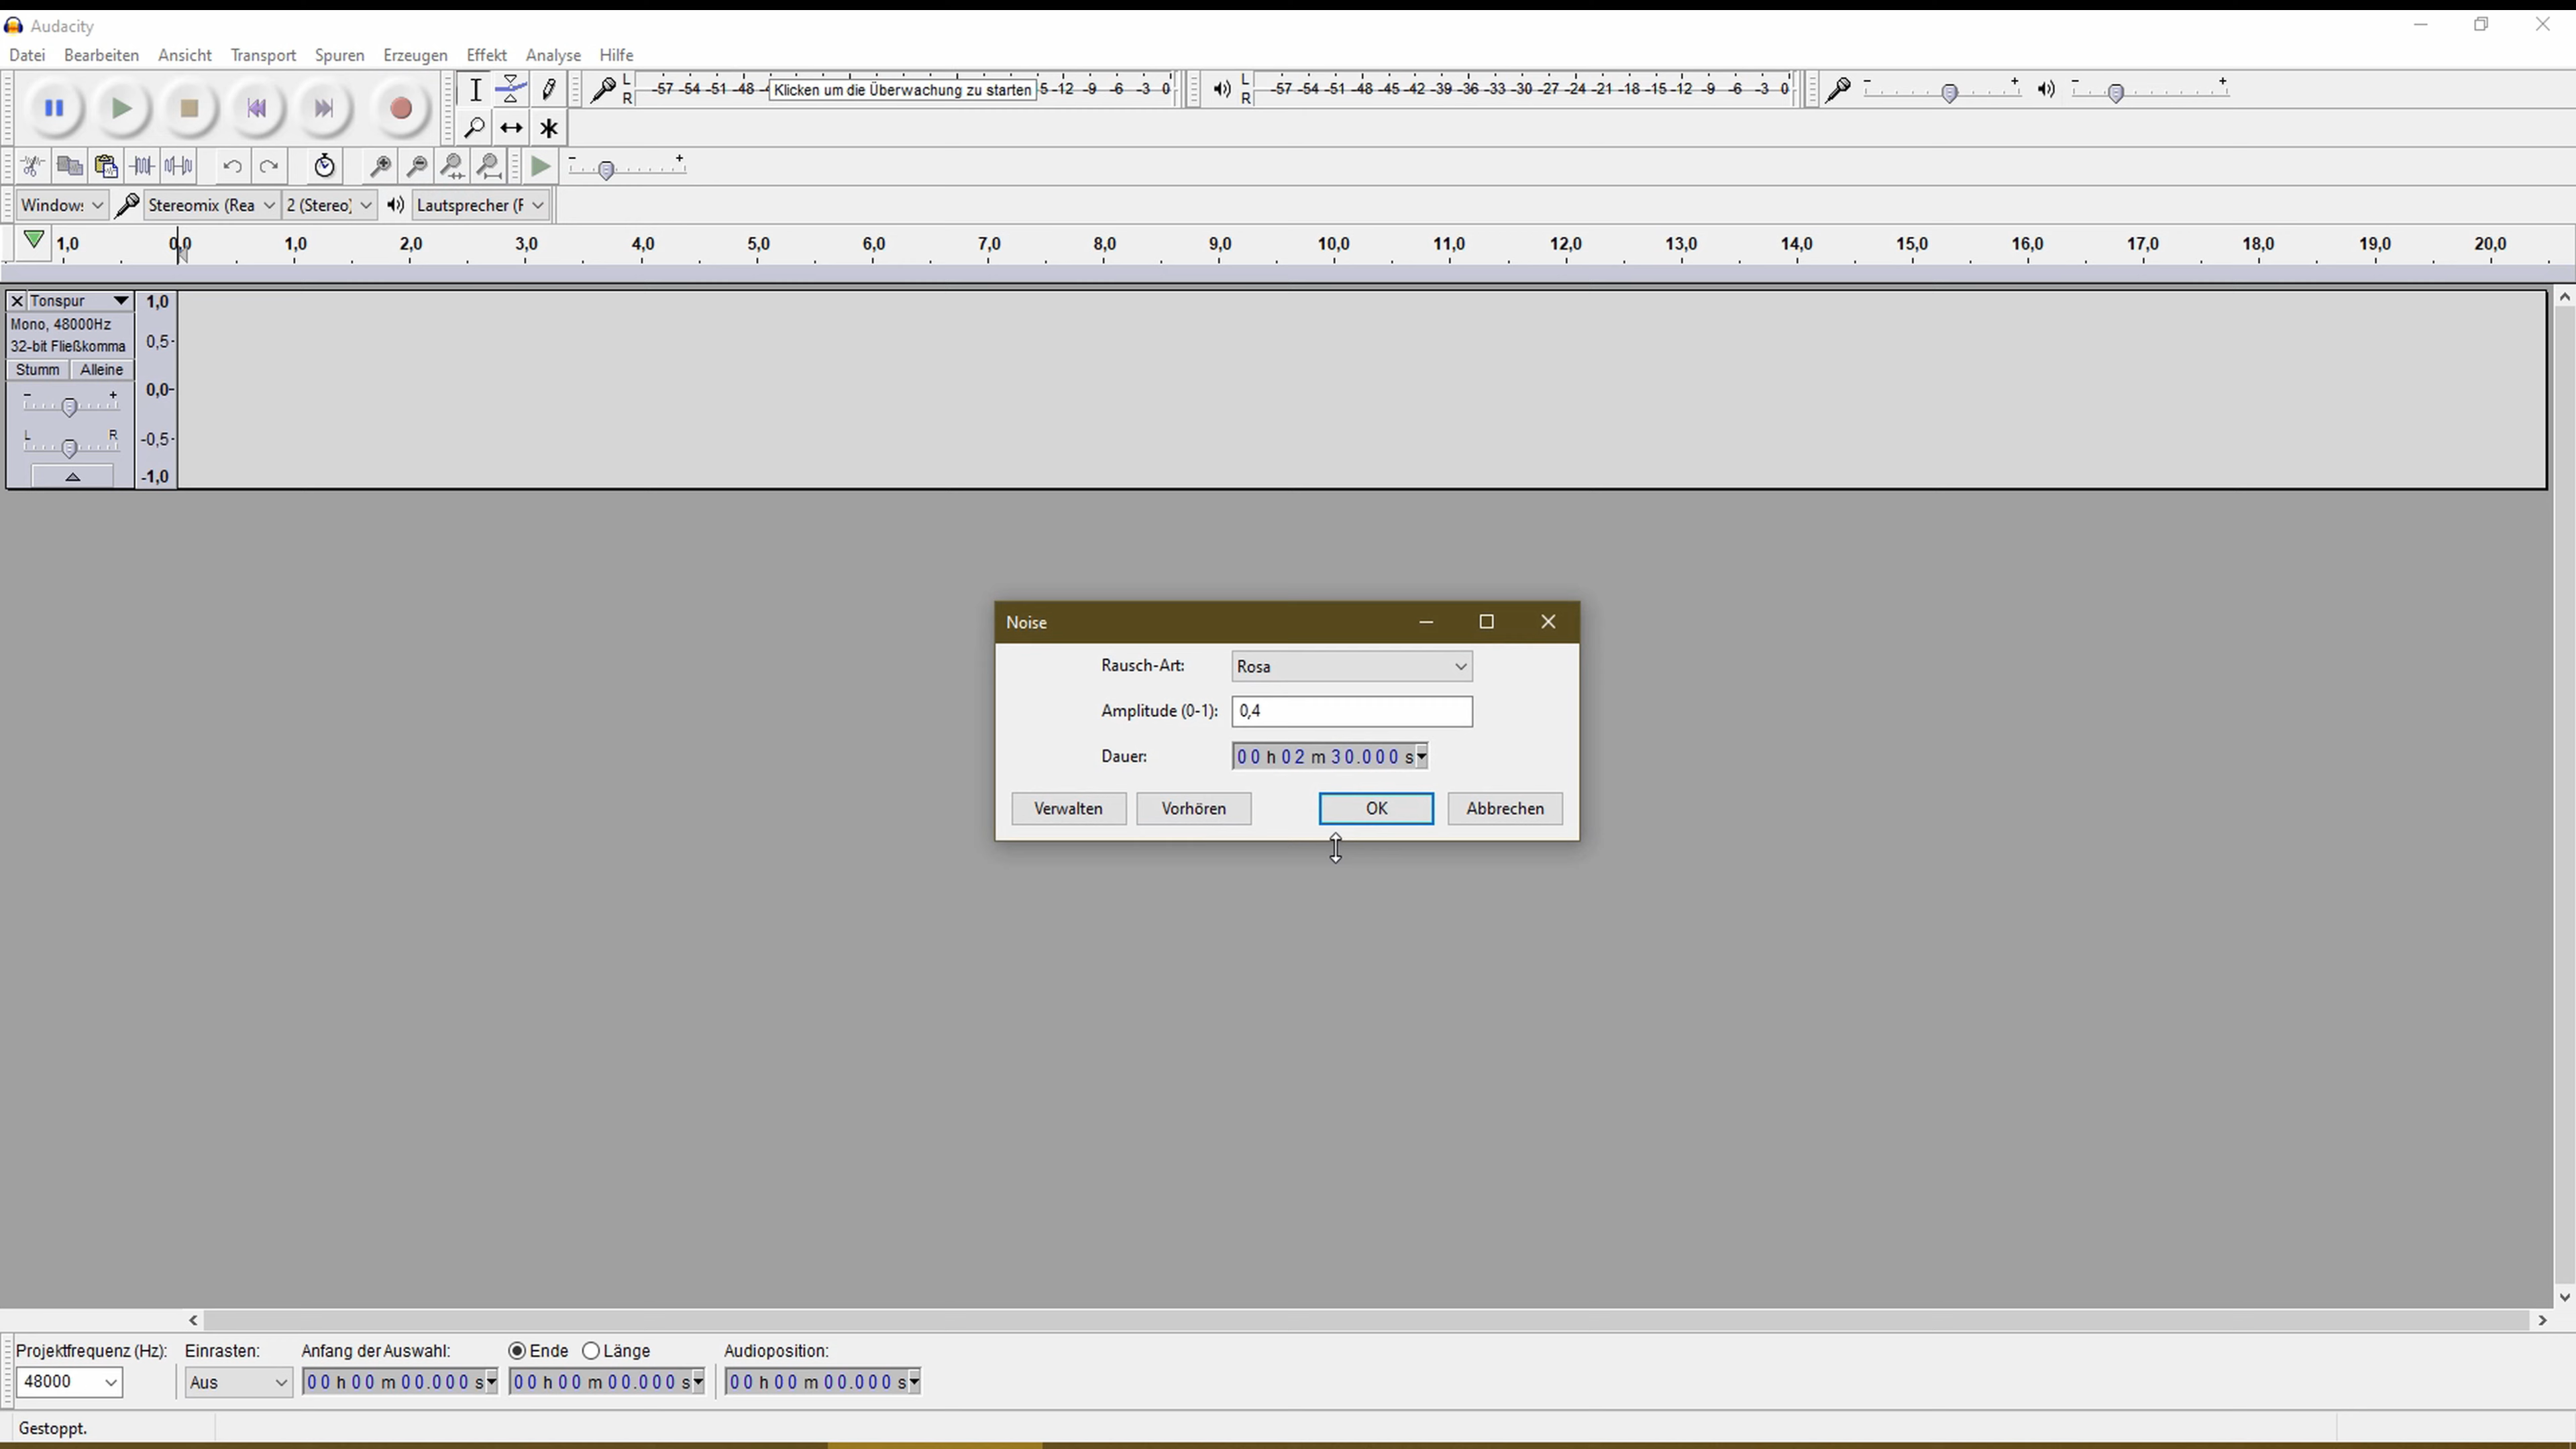 Audacity
Datei Bearbeiten Ansicht Transport Spuren Erzeugen Effekt Analyse Hilfe
L
R
-57 -54 -51 -48 Klicken um die Überwachung zu starten -12 -9 -6 -3 0
L
R
-57 -54 -51 -48 -45 -42 -39 -36 -33 -30 -27 -24 -21 -18 -15 -12 -9 -6 -3 0
- +
- +
- +
Window: Stereomix (Rea 2 (Stereo) Lautsprecher (F
1,0 0,0 1,0 2,0 3,0 4,0 5,0 6,0 7,0 8,0 9,0 10,0 11,0 12,0 13,0 14,0 15,0 16,0 17,0 18,0 19,0 20,0
Tonspur
Mono, 48000Hz
32-bit Fließkomma
Stumm Alleine
- +
L R
1,0
0,5-
0,0-
-0,5-
-1,0
Noise
Rausch-Art: Rosa
Amplitude (0-1): 0,4
Dauer: 00 h 02 m 30.000 s
Verwalten Vorhören OK Abbrechen
Projektfrequenz (Hz): Einrasten: Anfang der Auswahl: Ende Länge Audioposition:
48000 Aus 00 h 00 m 00.000 s 00 h 00 m 00.000 s 00 h 00 m 00.000 s
Gestoppt.